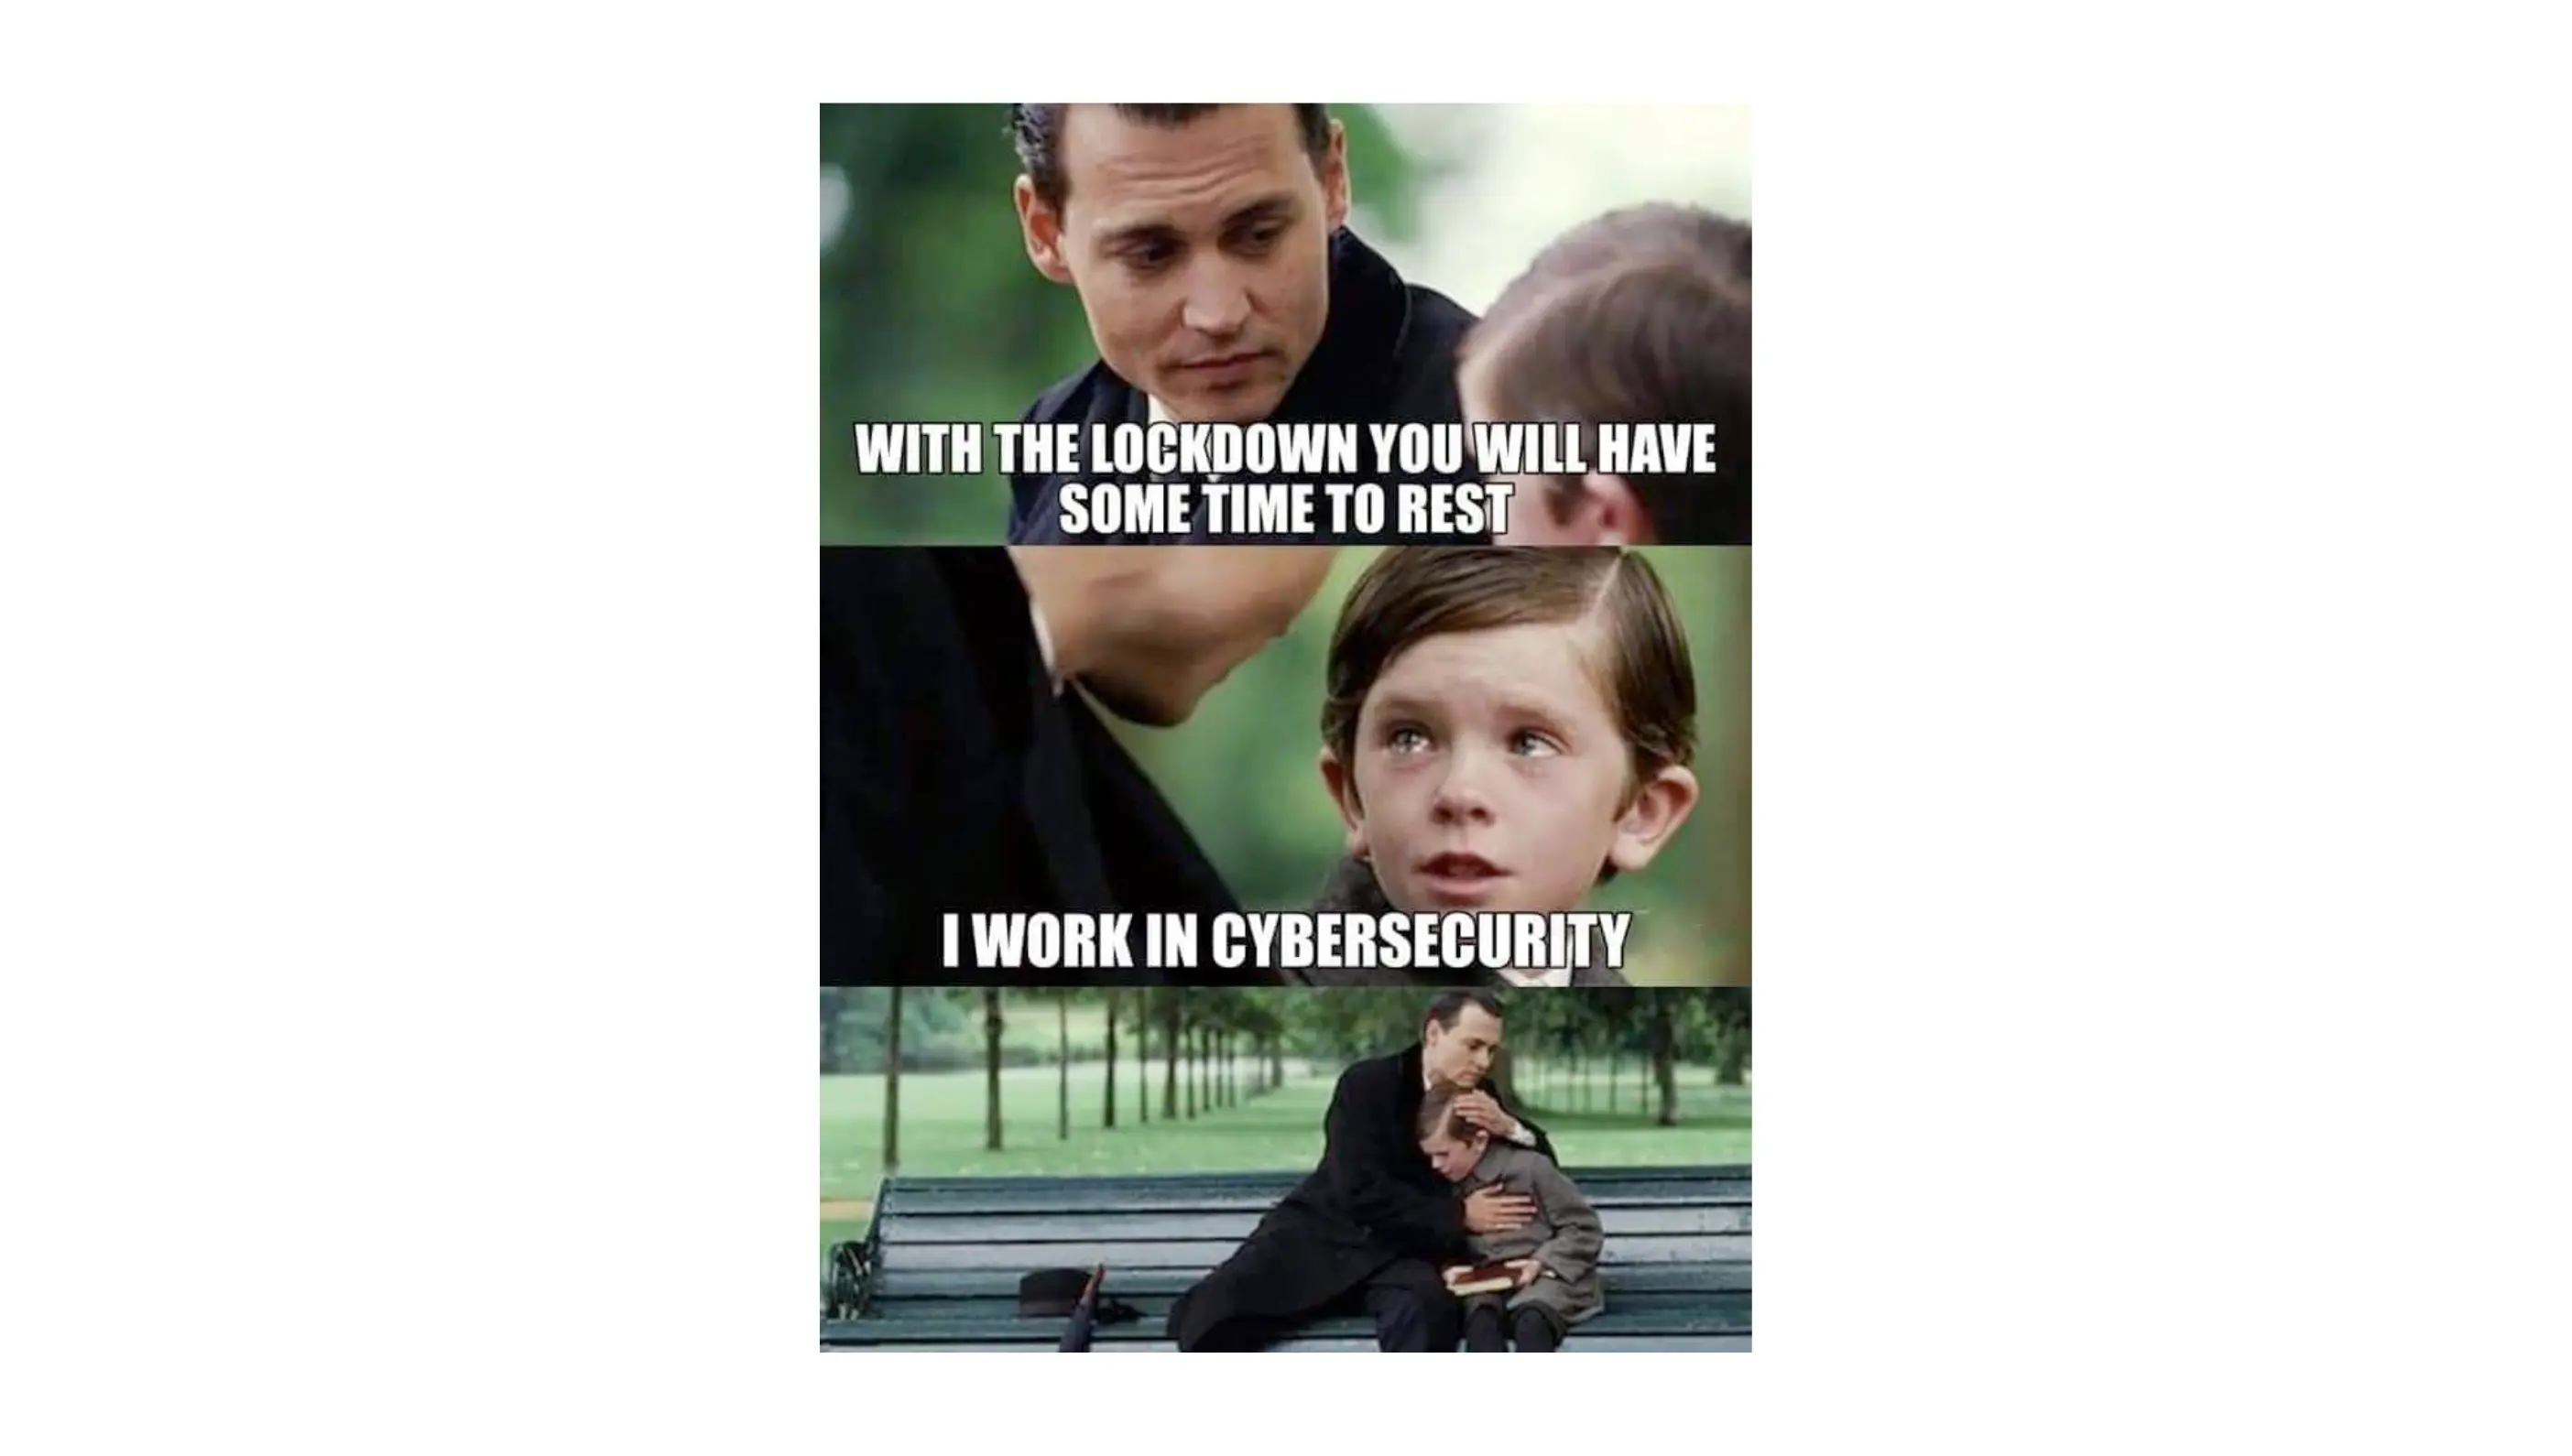 WITH THE LOCKDOWN YOU WILL HAVE
SOME TIME TO REST
I WORK IN CYBERSECURITY